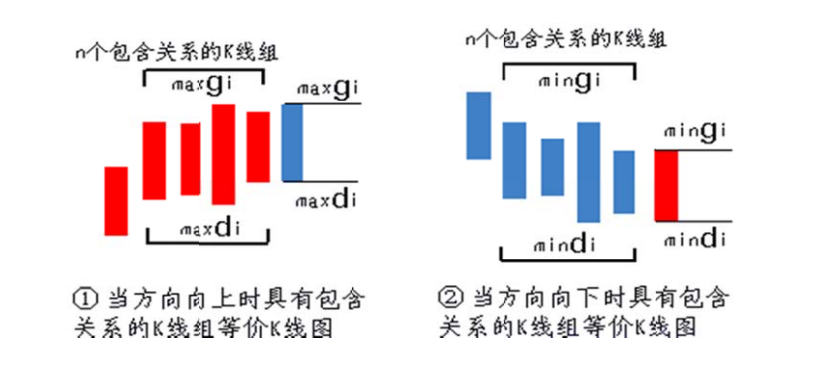 n个包含关系的K线组
maxgi
maxgi
maxdi
maxdi
①当方向向上时具有包含
关系的K线组等价K线图
n个包含关系的K线组
mingi
mingi
mindi
mindi
②当方向向下时具有包含
关系的K线组等价K线图